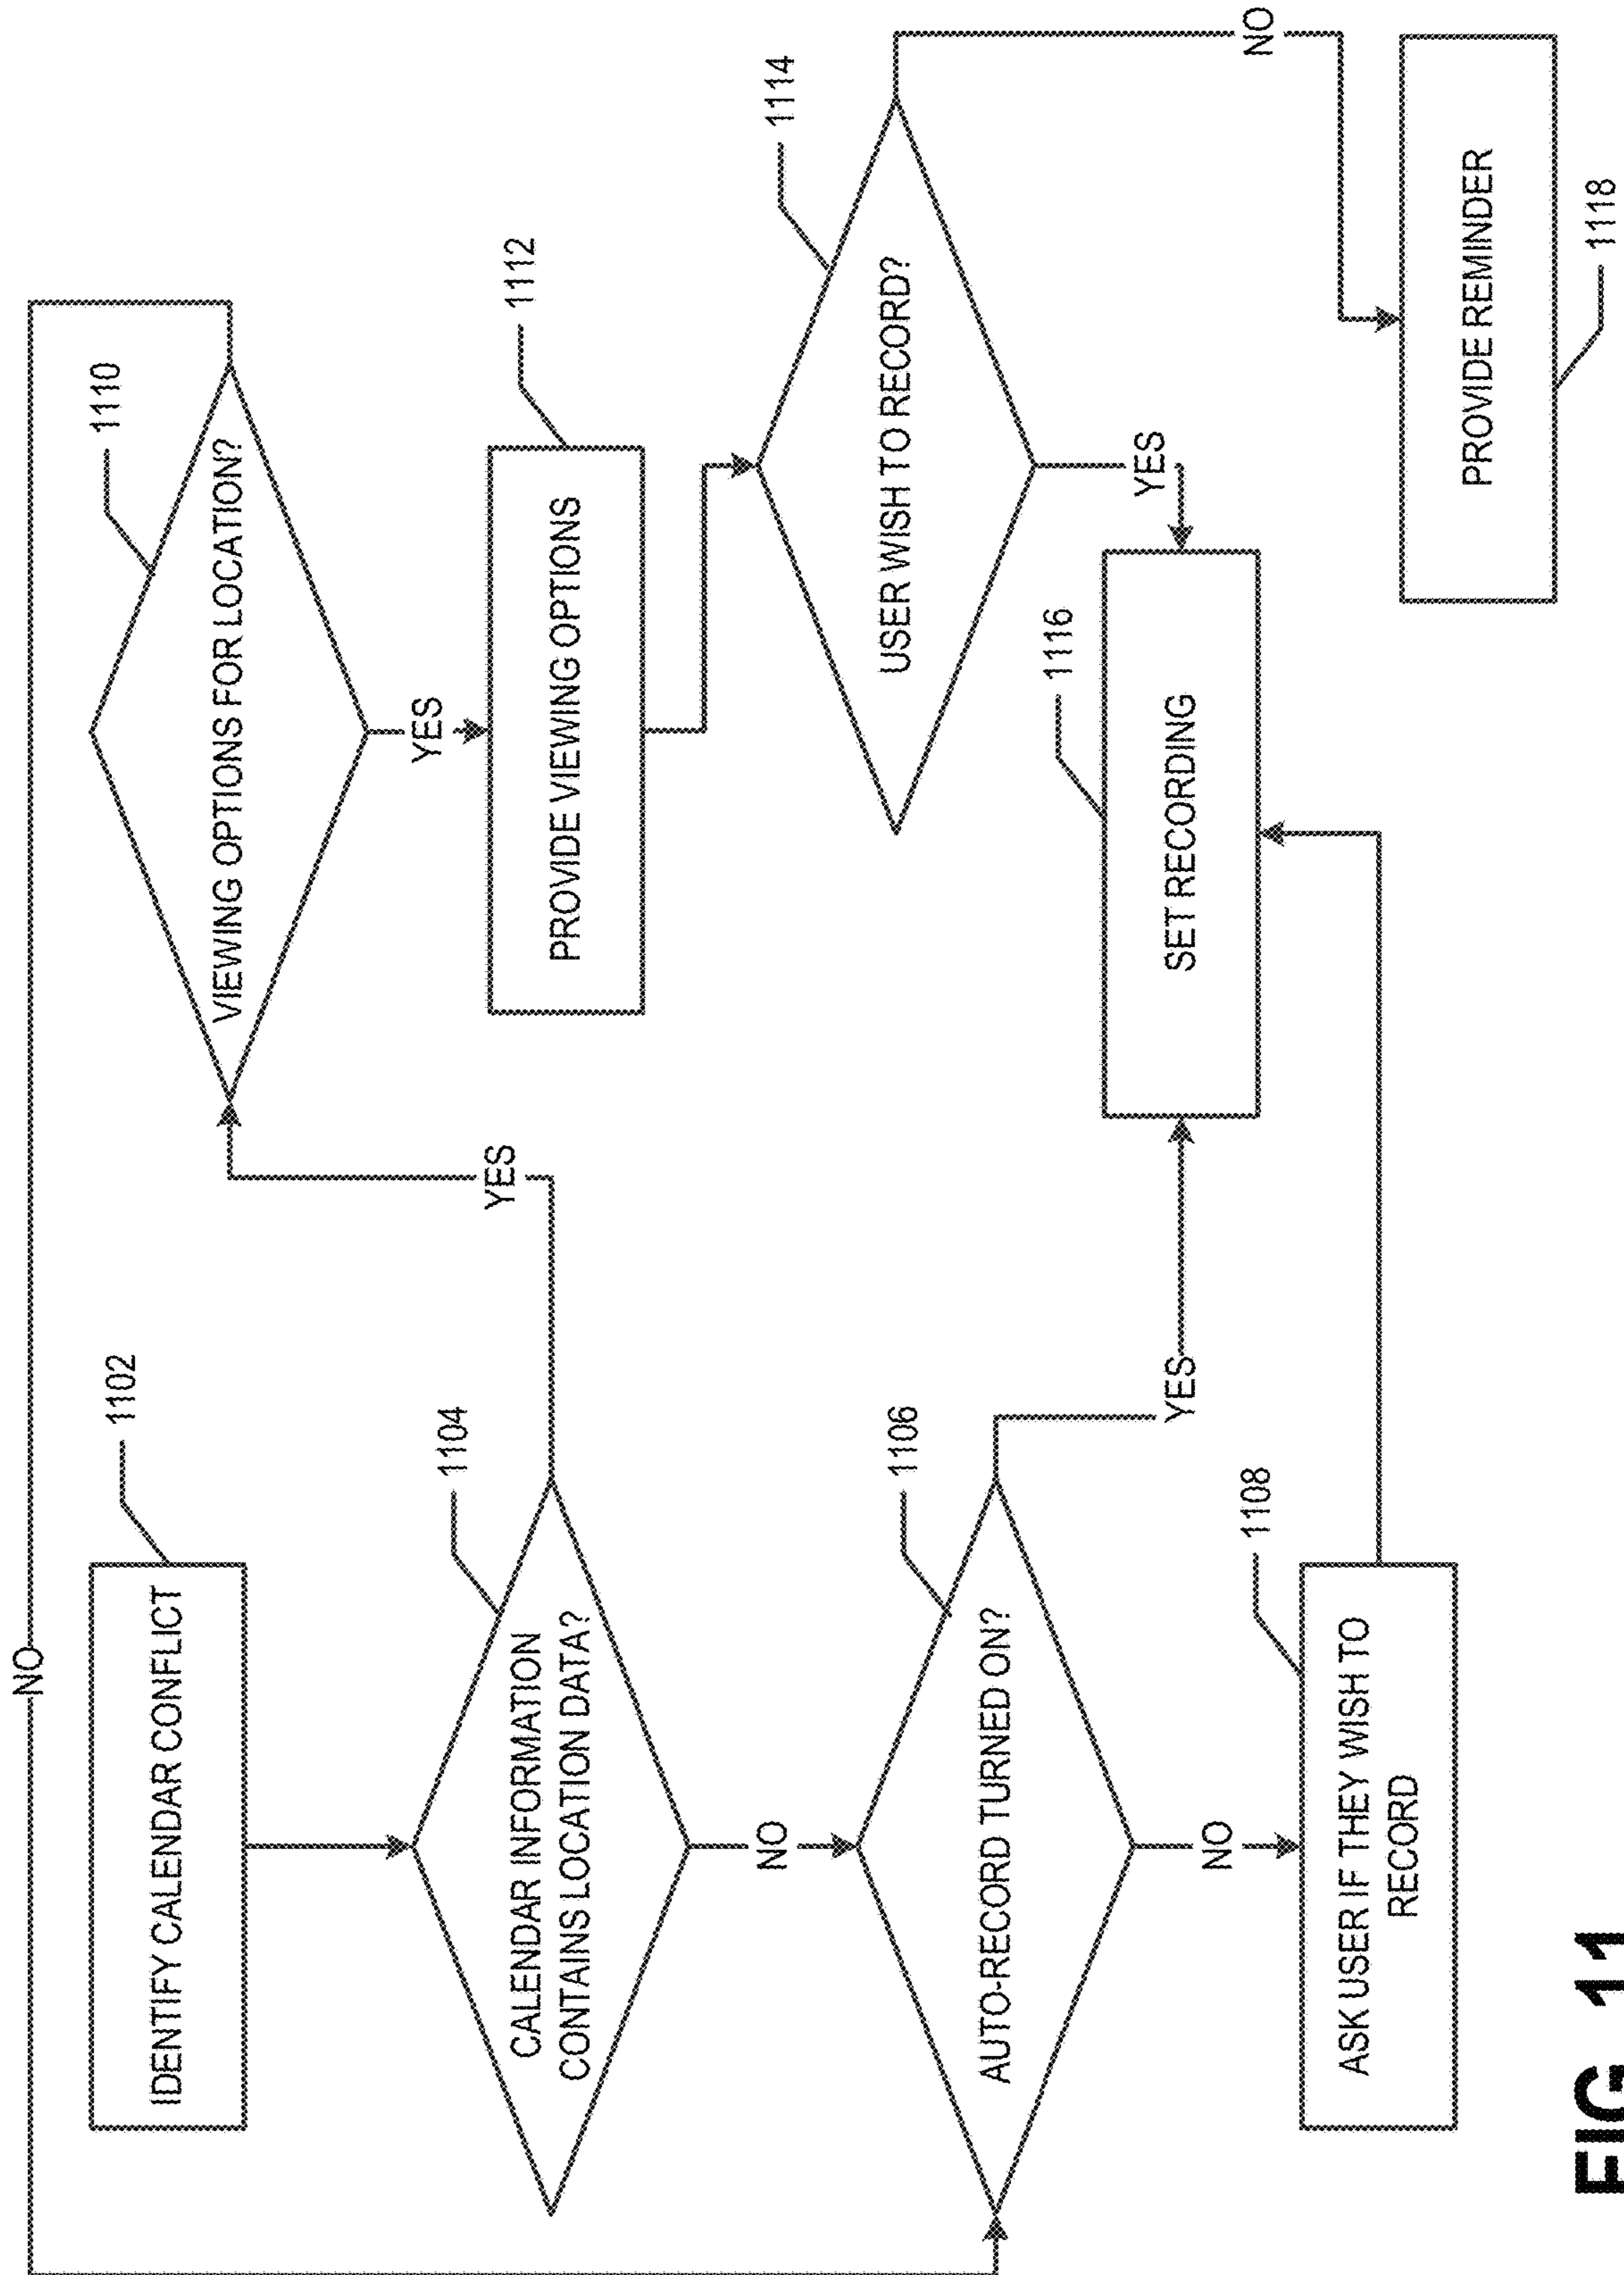 NO
IDENTIFY CALENDAR CONFLICT
1102
CALENDAR INFORMATION
CONTAINS LOCATION DATA?
1104
YES
NO
AUTO-RECORD TURNED ON?
1106
YES
NO
ASK USER IF THEY WISH TO
RECORD
1108
VIEWING OPTIONS FOR LOCATION?
1110
YES
PROVIDE VIEWING OPTIONS
1112
USER WISH TO RECORD?
1114
YES
NO
SET RECORDING
1116
PROVIDE REMINDER
1118
FIG. 11